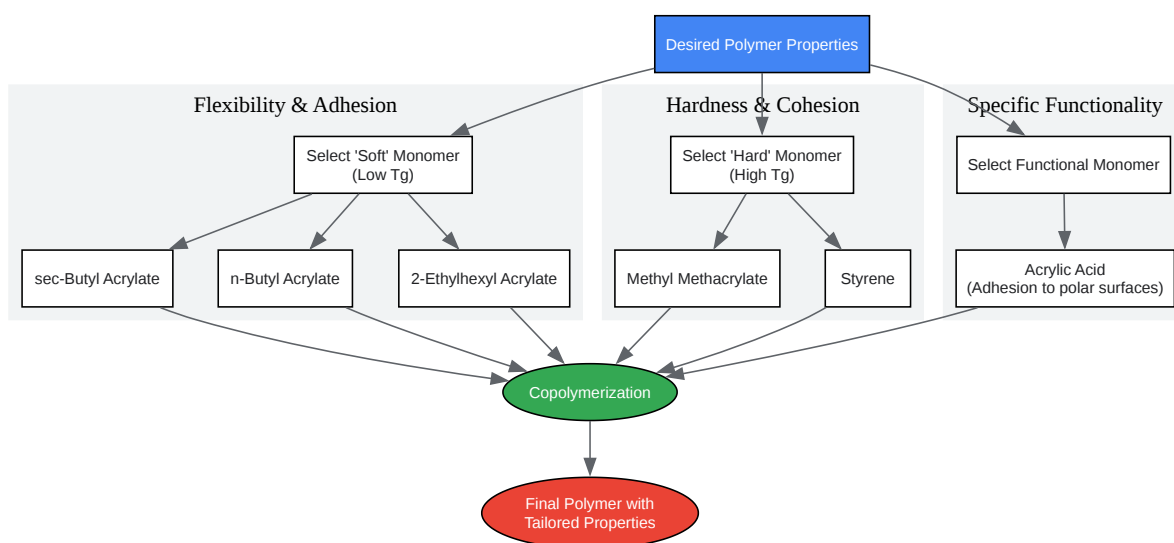 Desired Polymer Properties
Flexibility & Adhesion
Hardness & Cohesion
Specific Functionality
Select 'Soft' Monomer
(Low Tg)
Select 'Hard' Monomer
(High Tg)
Select Functional Monomer
sec-Butyl Acrylate
n-Butyl Acrylate
2-Ethylhexyl Acrylate
Methyl Methacrylate
Styrene
Acrylic Acid
(Adhesion to polar surfaces)
Copolymerization
Final Polymer with
Tailored Properties